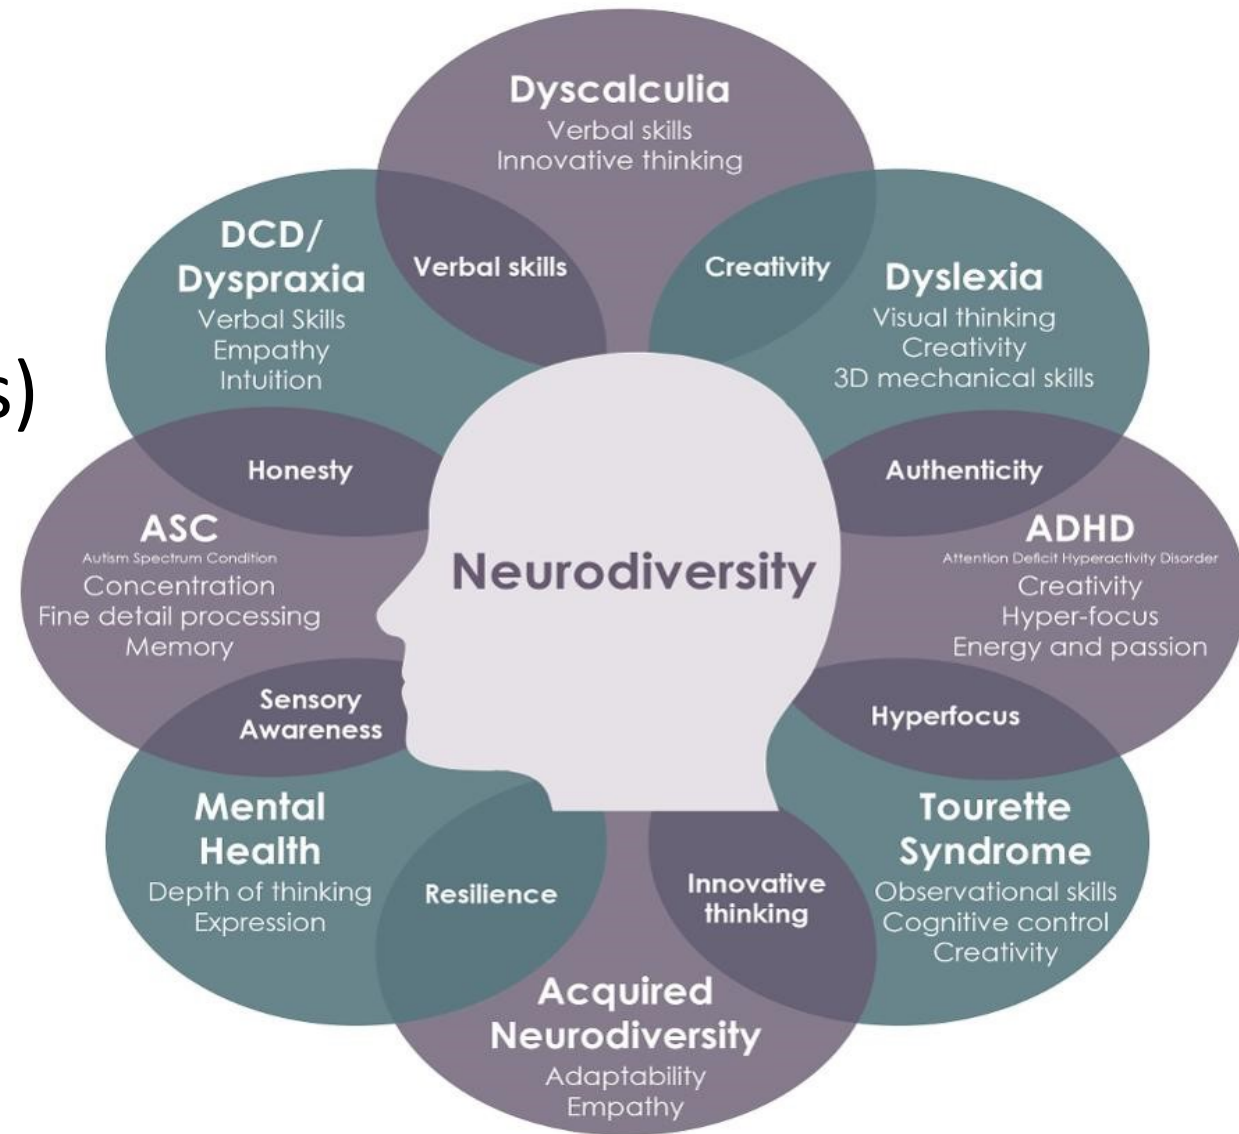 Dyscalculia
Verbal skills
Innovative thinking
DCD/
Dyspraxia
Verbal Skills
Empathy
Intuition
Verbal skills
Creativity
Dyslexia
Visual thinking
Creativity
3D mechanical skills
s)
Honesty
Authenticity
ASC
Autism Spectrum Condition
Concentration
Fine detail processing
Memory
Neurodiversity
ADHD
Attention Deficit Hyperactivity Disorder
Creativity
Hyper-focus
Energy and passion
Sensory
Awareness
Hyperfocus
Mental
Health
Depth of thinking
Expression
Resilience
Innovative
thinking
Tourette
Syndrome
Observational skills
Cognitive control
Creativity
Acquired
Neurodiversity
Adaptability
Empathy